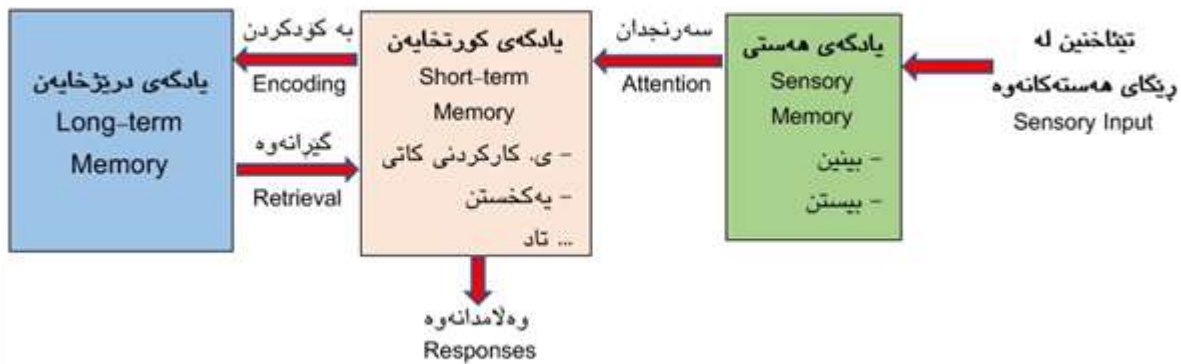 تێئاخنین لە
ڕێگای هەستەکانەوە
Sensory Input
یادگەی هەستی
Sensory
Memory
- بینین
- بیستن
سەرنجدان
Attention
یادگەی کورتخایەن
Short-term
Memory
- ی. کارکردنی کاتی
- یەکخستن
... تاد
بە کۆدکردن
Encoding
گێڕانەوە
Retrieval
یادگەی درێژخایەن
Long-term
Memory
وەڵامدانەوە
Responses